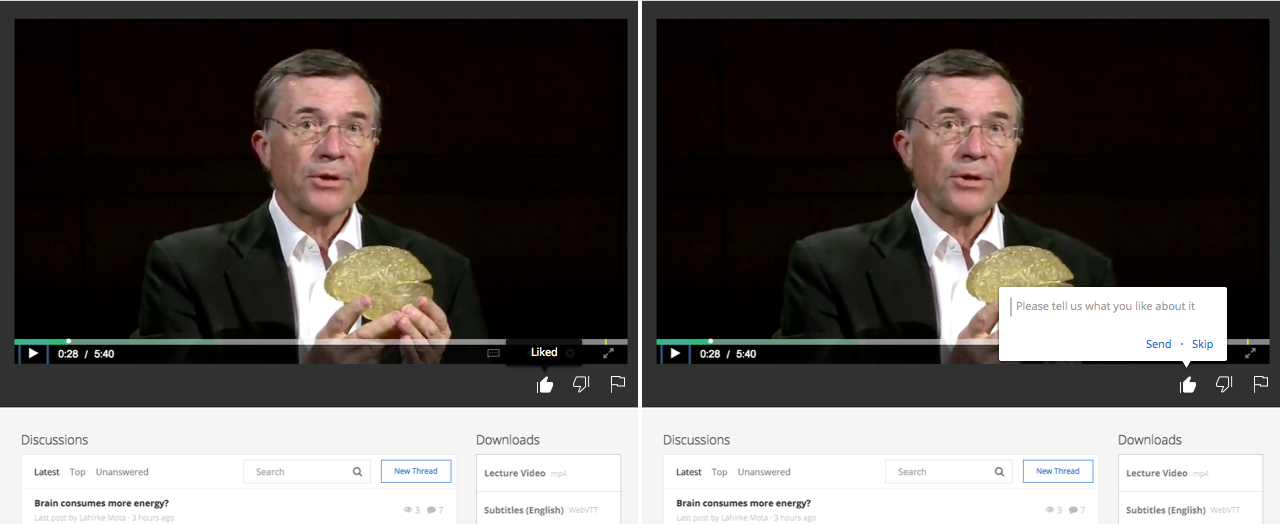 0:28 / 5:40
Liked
Discussions
Latest Top Unanswered
Search
New Thread
Brain consumes more energy?
Last post by Lahirke Mota · 3 hours ago
3 7
Downloads
Lecture Video mp4
Subtitles (English) WebVTT
Please tell us what you like about it
Send · Skip
0:28 / 5:40
Discussions
Latest Top Unanswered
Search
New Thread
Brain consumes more energy?
Last post by Lahirke Mota · 3 hours ago
3 7
Downloads
Lecture Video mp4
Subtitles (English) WebVTT